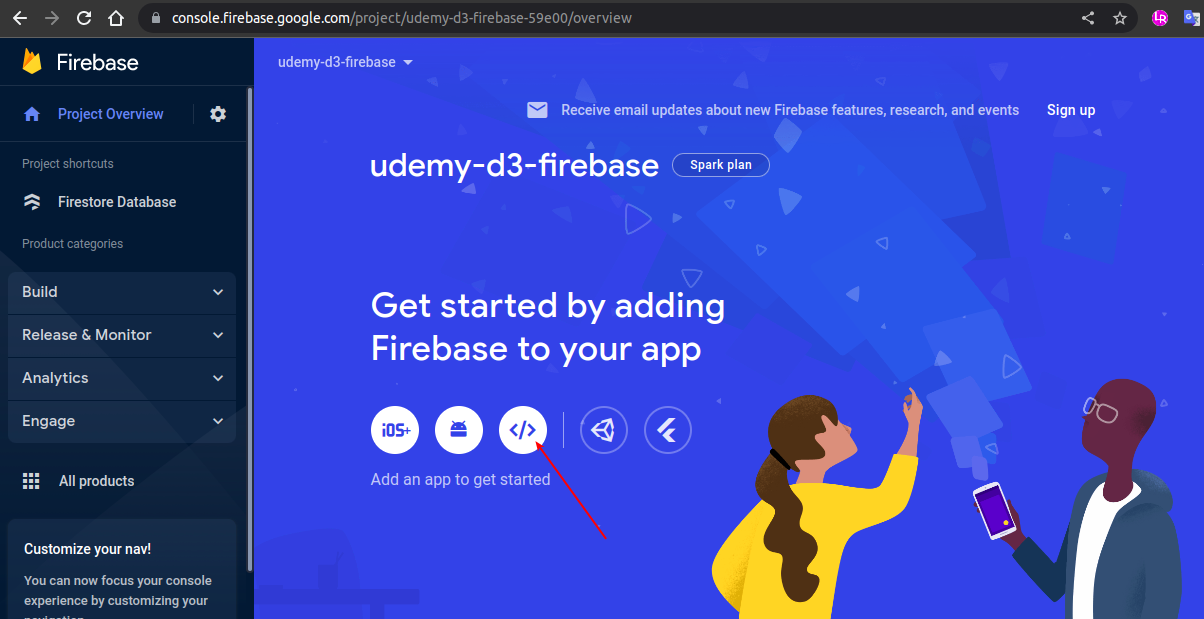 console.firebase.google.com/project/udemy-d3-firebase-59e00/overview
Firebase
udemy-d3-firebase
Project Overview
Receive email updates about new Firebase features, research, and events Sign up
Project shortcuts
Firestore Database
Product categories
Build
Release & Monitor
Analytics
Engage
All products
Customize your nav!
You can now focus your console
experience by customizing your
navigation
udemy-d3-firebase Spark plan
Get started by adding
Firebase to your app
iOS+
Add an app to get started